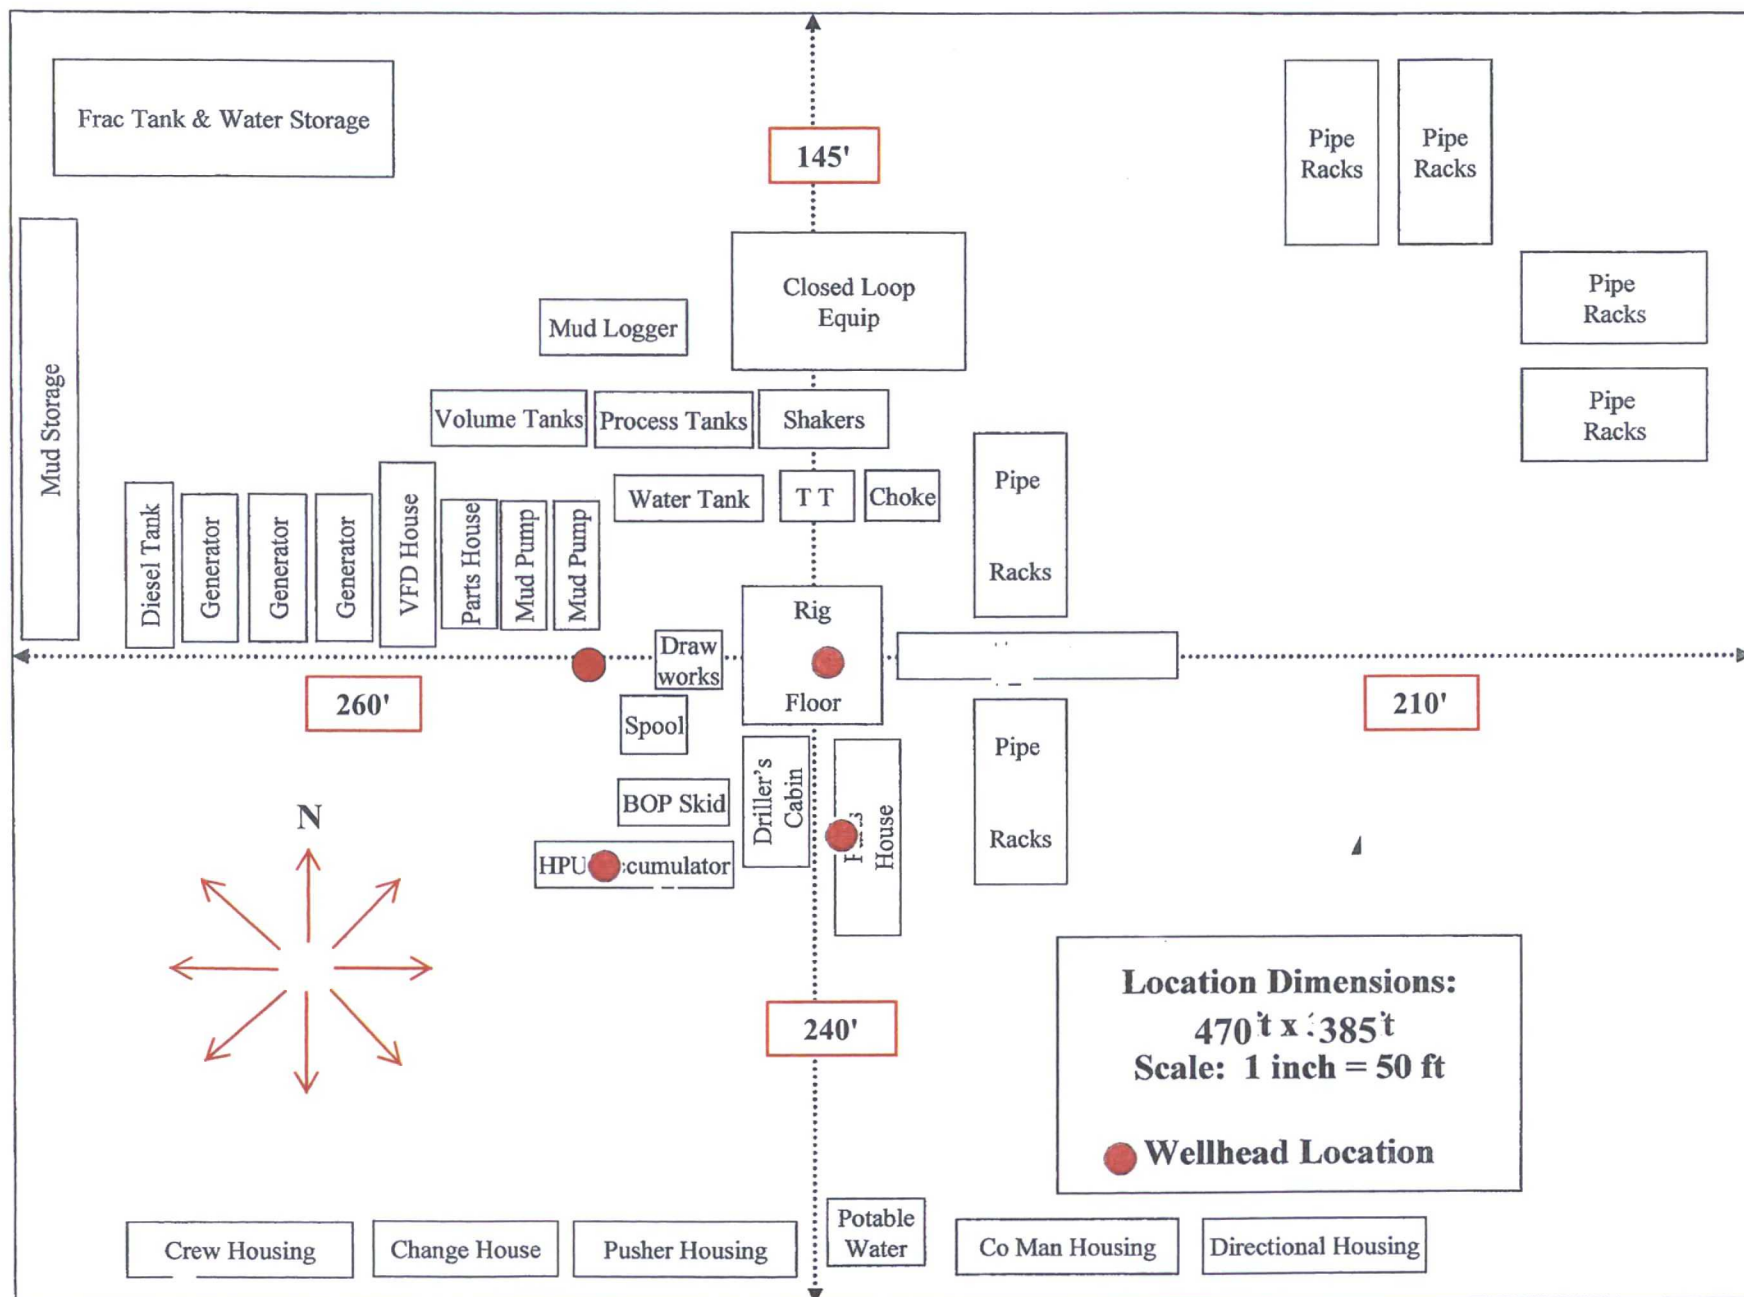 Frac Tank & Water Storage
145'
Pipe
Racks
Pipe
Racks
Mud Storage
Closed Loop
Equip
Mud Logger
Pipe
Racks
Pipe
Racks
Volume Tanks
Process Tanks
Shakers
Water Tank
T T
Choke
Pipe
Racks
Diesel Tank
Generator
Generator
Generator
VFD House
Parts House
Mud Pump
Mud Pump
Rig
Floor
Draw
works
260'
210'
Spool
Driller's
Cabin
House
Pipe
Racks
BOP Skid
N
HPU
240'
Location Dimensions:
470 t x 385 t
Scale: 1 inch = 50 ft
Wellhead Location
Crew Housing
Change House
Pusher Housing
Potable
Water
Co Man Housing
Directional Housing